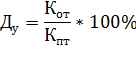 Ду = Кот / Кпт * 100%